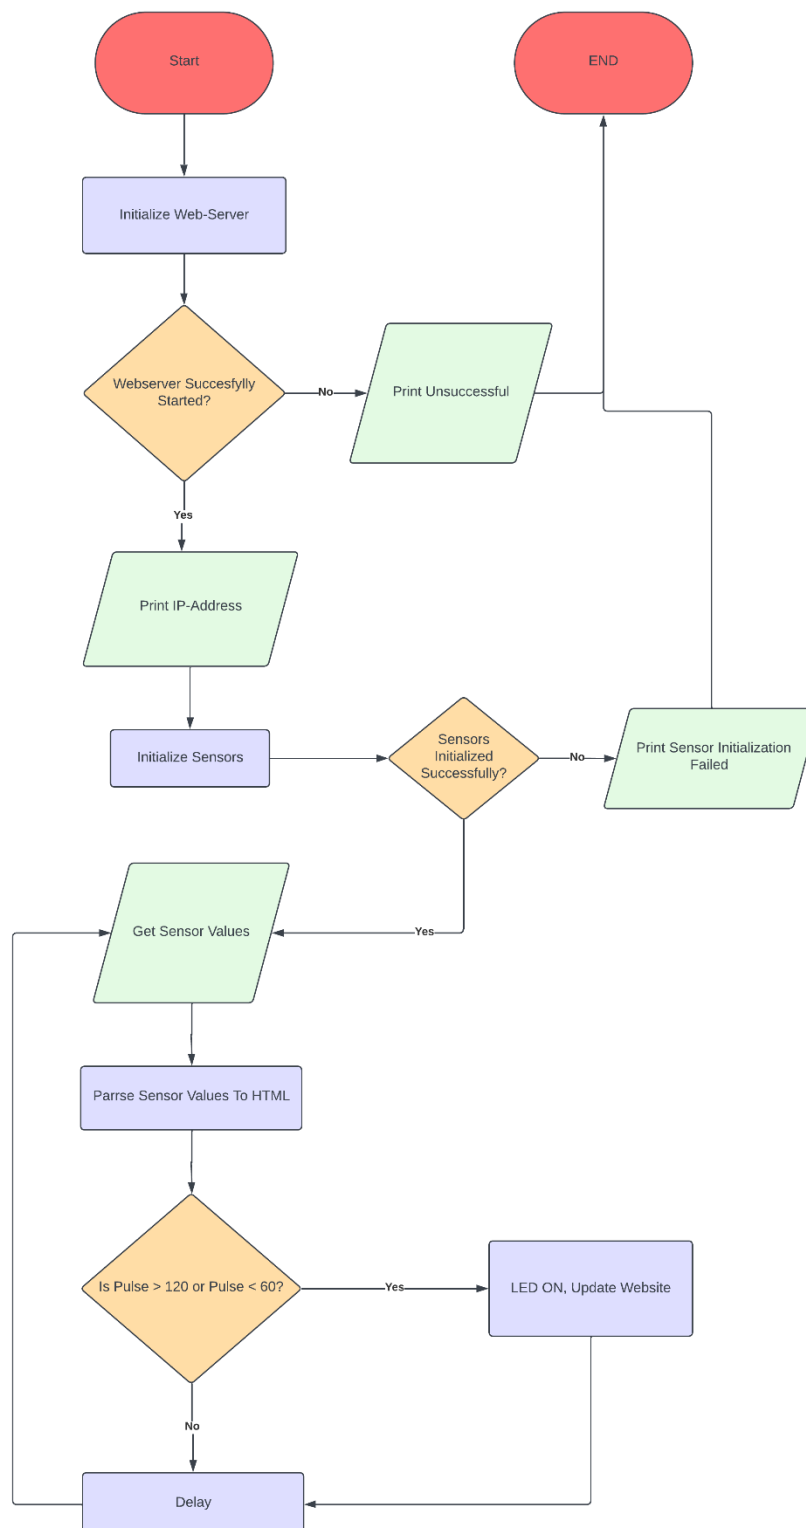 Start
END
Initialize Web-Server
Webserver Succesfylly
Started?
No
Print Unsuccessful
Yes
Print IP-Address
Initialize Sensors
Sensors
Initialized
Successfully?
No
Print Sensor Initialization
Failed
Get Sensor Values
Yes
Parrse Sensor Values To HTML
Is Pulse > 120 or Pulse < 60?
Yes
LED ON, Update Website
No
Delay